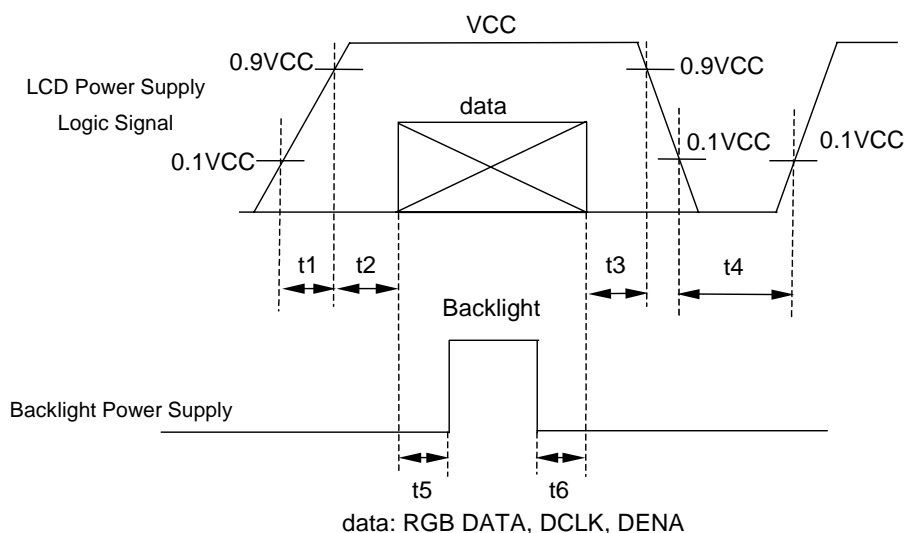 VCC
0.9VCC
0.9VCC
LCD Power Supply
Logic Signal
data
0.1VCC
0.1VCC
0.1VCC
t1
t2
t3
t4
Backlight
Backlight Power Supply
t5
t6
data: RGB DATA, DCLK, DENA